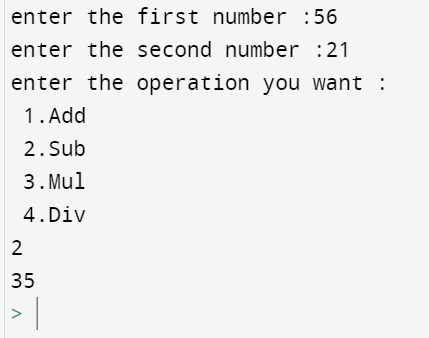 enter the first number :56
enter the second number :21
enter the operation you want :
 1.Add
 2.Sub
 3.Mul
 4.Div
2
35
>